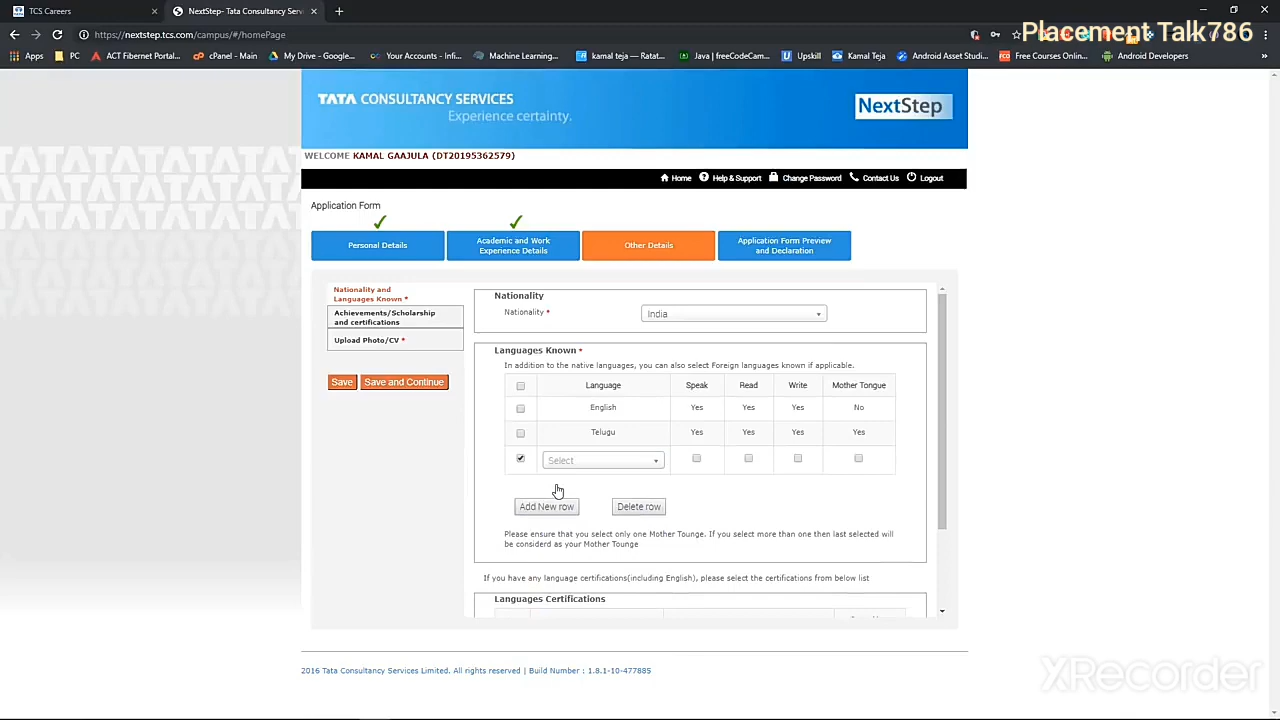 TCS Careers
NextStep- Tata Consultancy Servi
Placement Talk786
https://nextstep.tcs.com/campus/#/homePage
Apps
PC
ACT Fibernet Portal...
cPanel - Main
My Drive - Google...
Your Accounts - Inf...
Machine Learning...
kamal teja — Ratat...
Java | freeCodeCam...
Upskill
Kamal Teja
Android Asset Studi...
Free Courses Onlin...
Android Developers
TATA CONSULTANCY SERVICES
Experience certainty.
NextStep
WELCOME KAMAL GAAJULA (DT20195362579)
Home
Help & Support
Change Password
Contact Us
Logout
Application Form
Personal Details
Academic and Work
Experience Details
Other Details
Application Form Preview
and Declaration
Nationality and
Languages Known *
Achievements/Scholarship
and certifications
Upload Photo/CV *
Save
Save and Continue
Nationality
Nationality *
India
Languages Known *
In addition to the native languages, you can also select Foreign languages known if applicable.
Language Speak Read Write Mother Tongue
English Yes Yes Yes No
Telugu Yes Yes Yes Yes
Select
Add New row
Delete row
Please ensure that you select only one Mother Tounge. If you select more than one then last selected will
be considerd as your Mother Tounge
If you have any language certifications(including English), please select the certifications from below list
Languages Certifications
2016 Tata Consultancy Services Limited. All rights reserved | Build Number : 1.8.1-10-477885
XRecorder